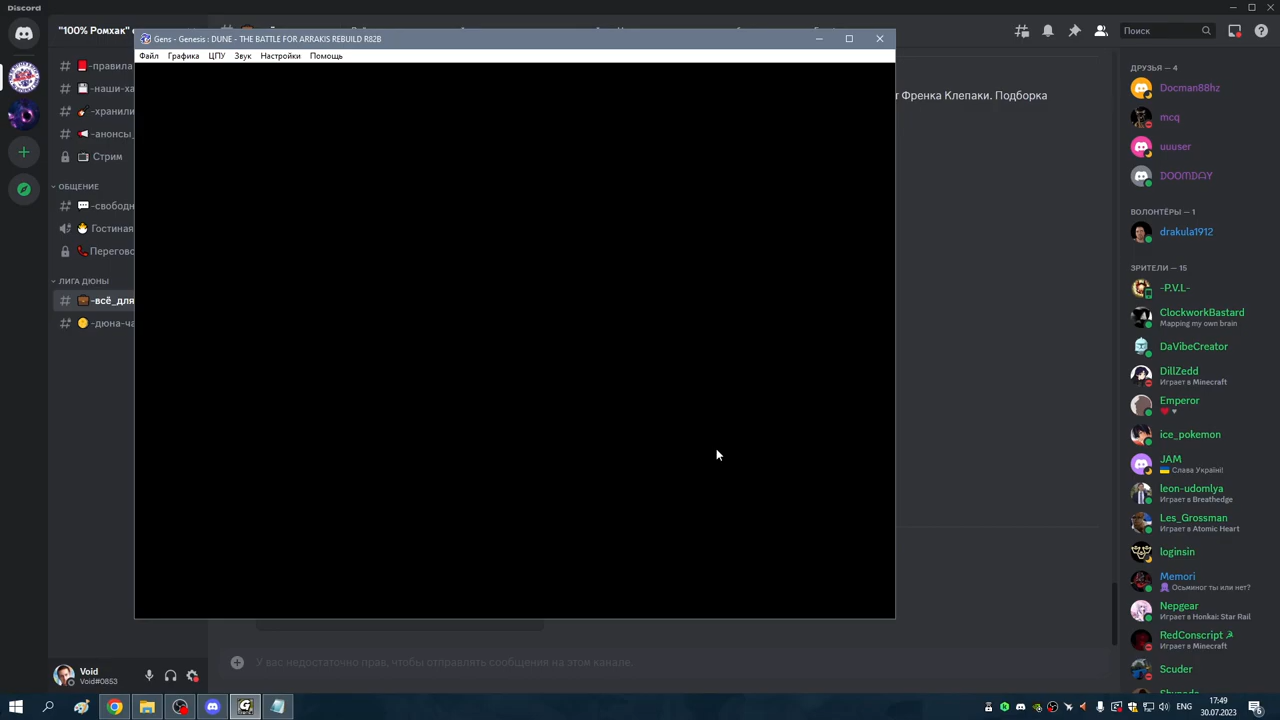 Discord
"100% Ромхак"
Поиск
Gens - Genesis : DUNE - THE BATTLE FOR ARRAKIS REBUILD R82B
Файл Графика ЦПУ Звук Настройки Помощь
-правила
-наши-ха
-хранили
-анонсы_
Стрим
ОБЩЕНИЕ
-свободн
Гостиная
Перегово
ЛИГА ДЮНЫ
-всё_для
-дюна-ча
т Френка Клепаки. Подборка
У вас недостаточно прав, чтобы отправлять сообщения на этом канале.
Void
Void#0853
ДРУЗЬЯ — 4
Docman88hz
mcq
uuuser
DOOMDAY
ВОЛОНТЁРЫ — 1
drakula1912
ЗРИТЕЛИ — 15
-P.V.L-
ClockworkBastard
Mapping my own brain
DaVibeCreator
DillZedd
Играет в Minecraft
Emperor
ice_pokemon
JAM
Слава Україні!
leon-udomlya
Играет в Breathedge
Les_Grossman
Играет в Atomic Heart
loginsin
Memori
Осьминог ты или нет?
Nepgear
Играет в Honkai: Star Rail
RedConscript ☭
Играет в Minecraft
Scuder
ENG
17:49
30.07.2023
6